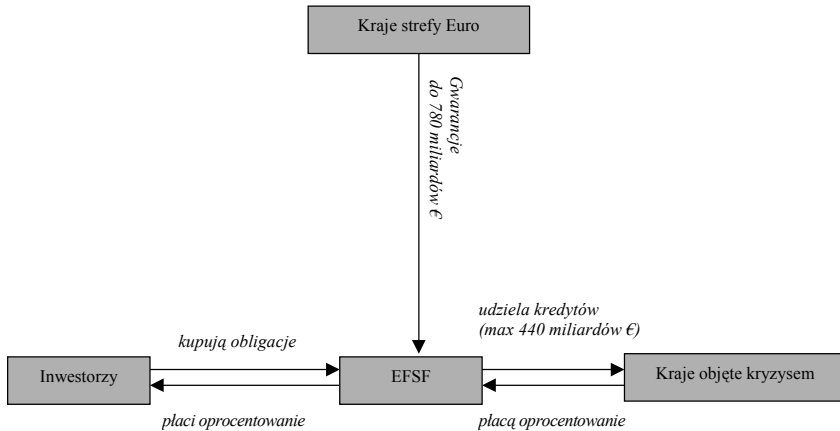 Kraje strefy Euro
Gwarancje
do 780 miliardów €
udziela kredytów
(max 440 miliardów €)
kupują obligacje
Inwestorzy
EFSF
Kraje objęte kryzysem
płaci oprocentowanie
płacą oprocentowanie